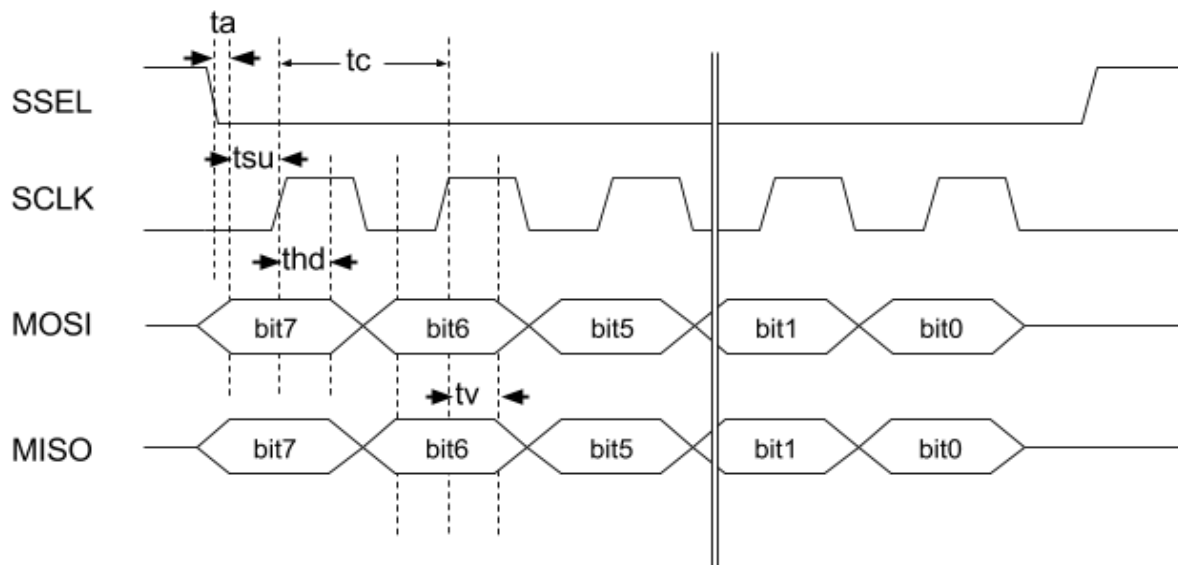 ta
tc
SSEL
tsu
SCLK
thd
MOSI bit7 bit6 bit5 bit1 bit0
tv
MISO bit7 bit6 bit5 bit1 bit0